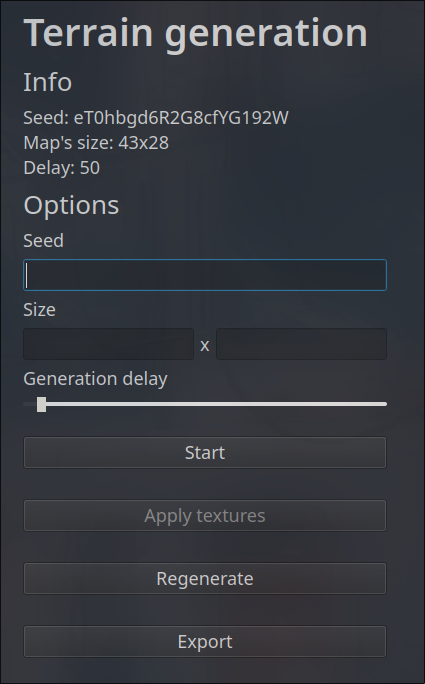 Terrain generation
Info
Seed: eT0hbgd6R2G8cfYG192W
Map's size: 43x28
Delay: 50
Options
Seed
Size
x
Generation delay
Start
Apply textures
Regenerate
Export